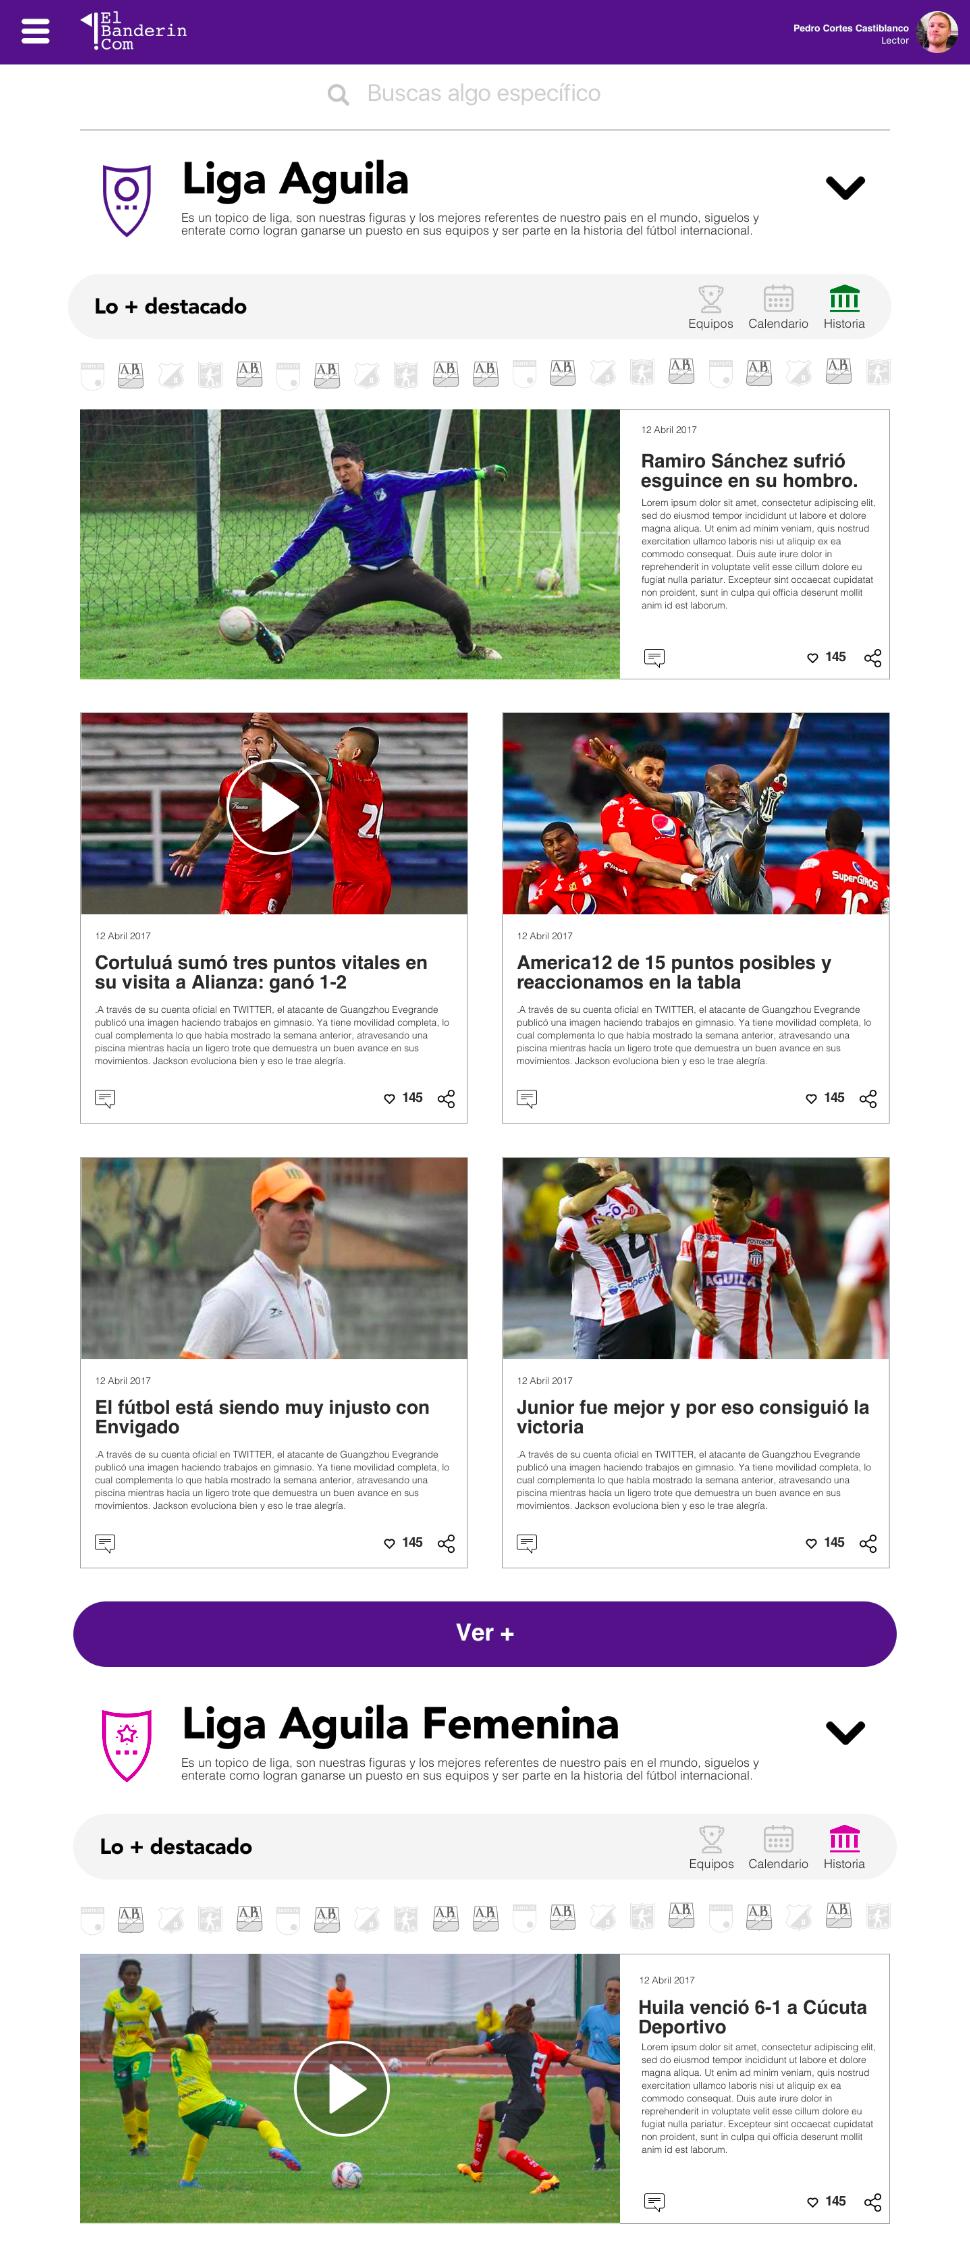 El
Banderin
Com
Pedro Cortes Castiblanco
Lector
Buscas algo específico
Liga Aguila
Es un topico de liga, son nuestras figuras y los mejores referentes de nuestro pais en el mundo, siguelos y
enterate como logran ganarse un puesto en sus equipos y ser parte en la historia del fútbol internacional.
Lo + destacado
Equipos
Calendario
Historia
12 Abril 2017
Ramiro Sánchez sufrió
esguince en su hombro.
Lorem ipsum dolor sit amet, consectetur adipiscing elit,
sed do eiusmod tempor incididunt ut labore et dolore
magna aliqua. Ut enim ad minim veniam, quis nostrud
exercitation ullamco laboris nisi ut aliquip ex ea
commodo consequat. Duis aute irure dolor in
reprehenderit in voluptate velit esse cillum dolore eu
fugiat nulla pariatur. Excepteur sint occaecat cupidatat
non proident, sunt in culpa qui officia deserunt mollit
anim id est laborum.
145
12 Abril 2017
Cortuluá sumó tres puntos vitales en
su visita a Alianza: ganó 1-2
.A través de su cuenta oficial en TWITTER, el atacante de Guangzhou Evegrande
publicó una imagen haciendo trabajos en gimnasio. Ya tiene movilidad completa, lo
cual complementa lo que había mostrado la semana anterior, atravesando una
piscina mientras hacía un ligero trote que demuestra un buen avance en sus
movimientos. Jackson evoluciona bien y eso le trae alegría.
145
SuperGIROS
16
12 Abril 2017
America12 de 15 puntos posibles y
reaccionamos en la tabla
.A través de su cuenta oficial en TWITTER, el atacante de Guangzhou Evegrande
publicó una imagen haciendo trabajos en gimnasio. Ya tiene movilidad completa, lo
cual complementa lo que había mostrado la semana anterior, atravesando una
piscina mientras hacía un ligero trote que demuestra un buen avance en sus
movimientos. Jackson evoluciona bien y eso le trae alegría.
145
12 Abril 2017
El fútbol está siendo muy injusto con
Envigado
.A través de su cuenta oficial en TWITTER, el atacante de Guangzhou Evegrande
publicó una imagen haciendo trabajos en gimnasio. Ya tiene movilidad completa, lo
cual complementa lo que había mostrado la semana anterior, atravesando una
piscina mientras hacía un ligero trote que demuestra un buen avance en sus
movimientos. Jackson evoluciona bien y eso le trae alegría.
145
14
POSTOBON
AGUILA
12 Abril 2017
Junior fue mejor y por eso consiguió la
victoria
.A través de su cuenta oficial en TWITTER, el atacante de Guangzhou Evegrande
publicó una imagen haciendo trabajos en gimnasio. Ya tiene movilidad completa, lo
cual complementa lo que había mostrado la semana anterior, atravesando una
piscina mientras hacía un ligero trote que demuestra un buen avance en sus
movimientos. Jackson evoluciona bien y eso le trae alegría.
145
Ver +
Liga Aguila Femenina
Es un topico de liga, son nuestras figuras y los mejores referentes de nuestro pais en el mundo, siguelos y
enterate como logran ganarse un puesto en sus equipos y ser parte en la historia del fútbol internacional.
Lo + destacado
Equipos
Calendario
Historia
12 Abril 2017
Huila venció 6-1 a Cúcuta
Deportivo
Lorem ipsum dolor sit amet, consectetur adipiscing elit,
sed do eiusmod tempor incididunt ut labore et dolore
magna aliqua. Ut enim ad minim veniam, quis nostrud
exercitation ullamco laboris nisi ut aliquip ex ea
commodo consequat. Duis aute irure dolor in
reprehenderit in voluptate velit esse cillum dolore eu
fugiat nulla pariatur. Excepteur sint occaecat cupidatat
non proident, sunt in culpa qui officia deserunt mollit
anim id est laborum.
145